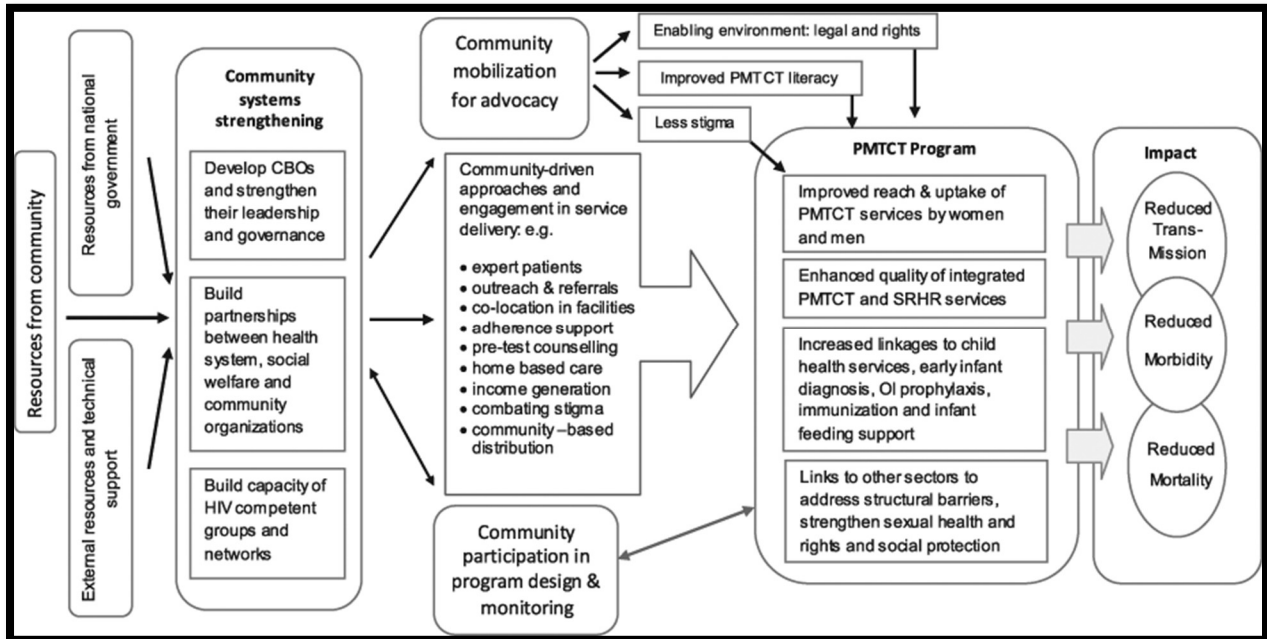 Resources from community
Resources from national
government
External resources and technical
support
Community
systems
strengthening
Develop CBOs
and strengthen
their leadership
and governance
Build
partnerships
between health
system, social
welfare and
community
organizations
Build capacity of
HIV competent
groups and
networks
Community
mobilization
for advocacy
Enabling environment: legal and rights
Improved PMTCT literacy
Less stigma
Community-driven
approaches and
engagement in service
delivery: e.g.
• expert patients
• outreach & referrals
• co-location in facilities
• adherence support
• pre-test counselling
• home based care
• income generation
• combating stigma
• community –based
distribution
Community
participation in
program design &
monitoring
PMTCT Program
Improved reach & uptake of
PMTCT services by women
and men
Enhanced quality of integrated
PMTCT and SRHR services
Increased linkages to child
health services, early infant
diagnosis, OI prophylaxis,
immunization and infant
feeding support
Links to other sectors to
address structural barriers,
strengthen sexual health and
rights and social protection
Impact
Reduced
Trans-
Mission
Reduced
Morbidity
Reduced
Mortality